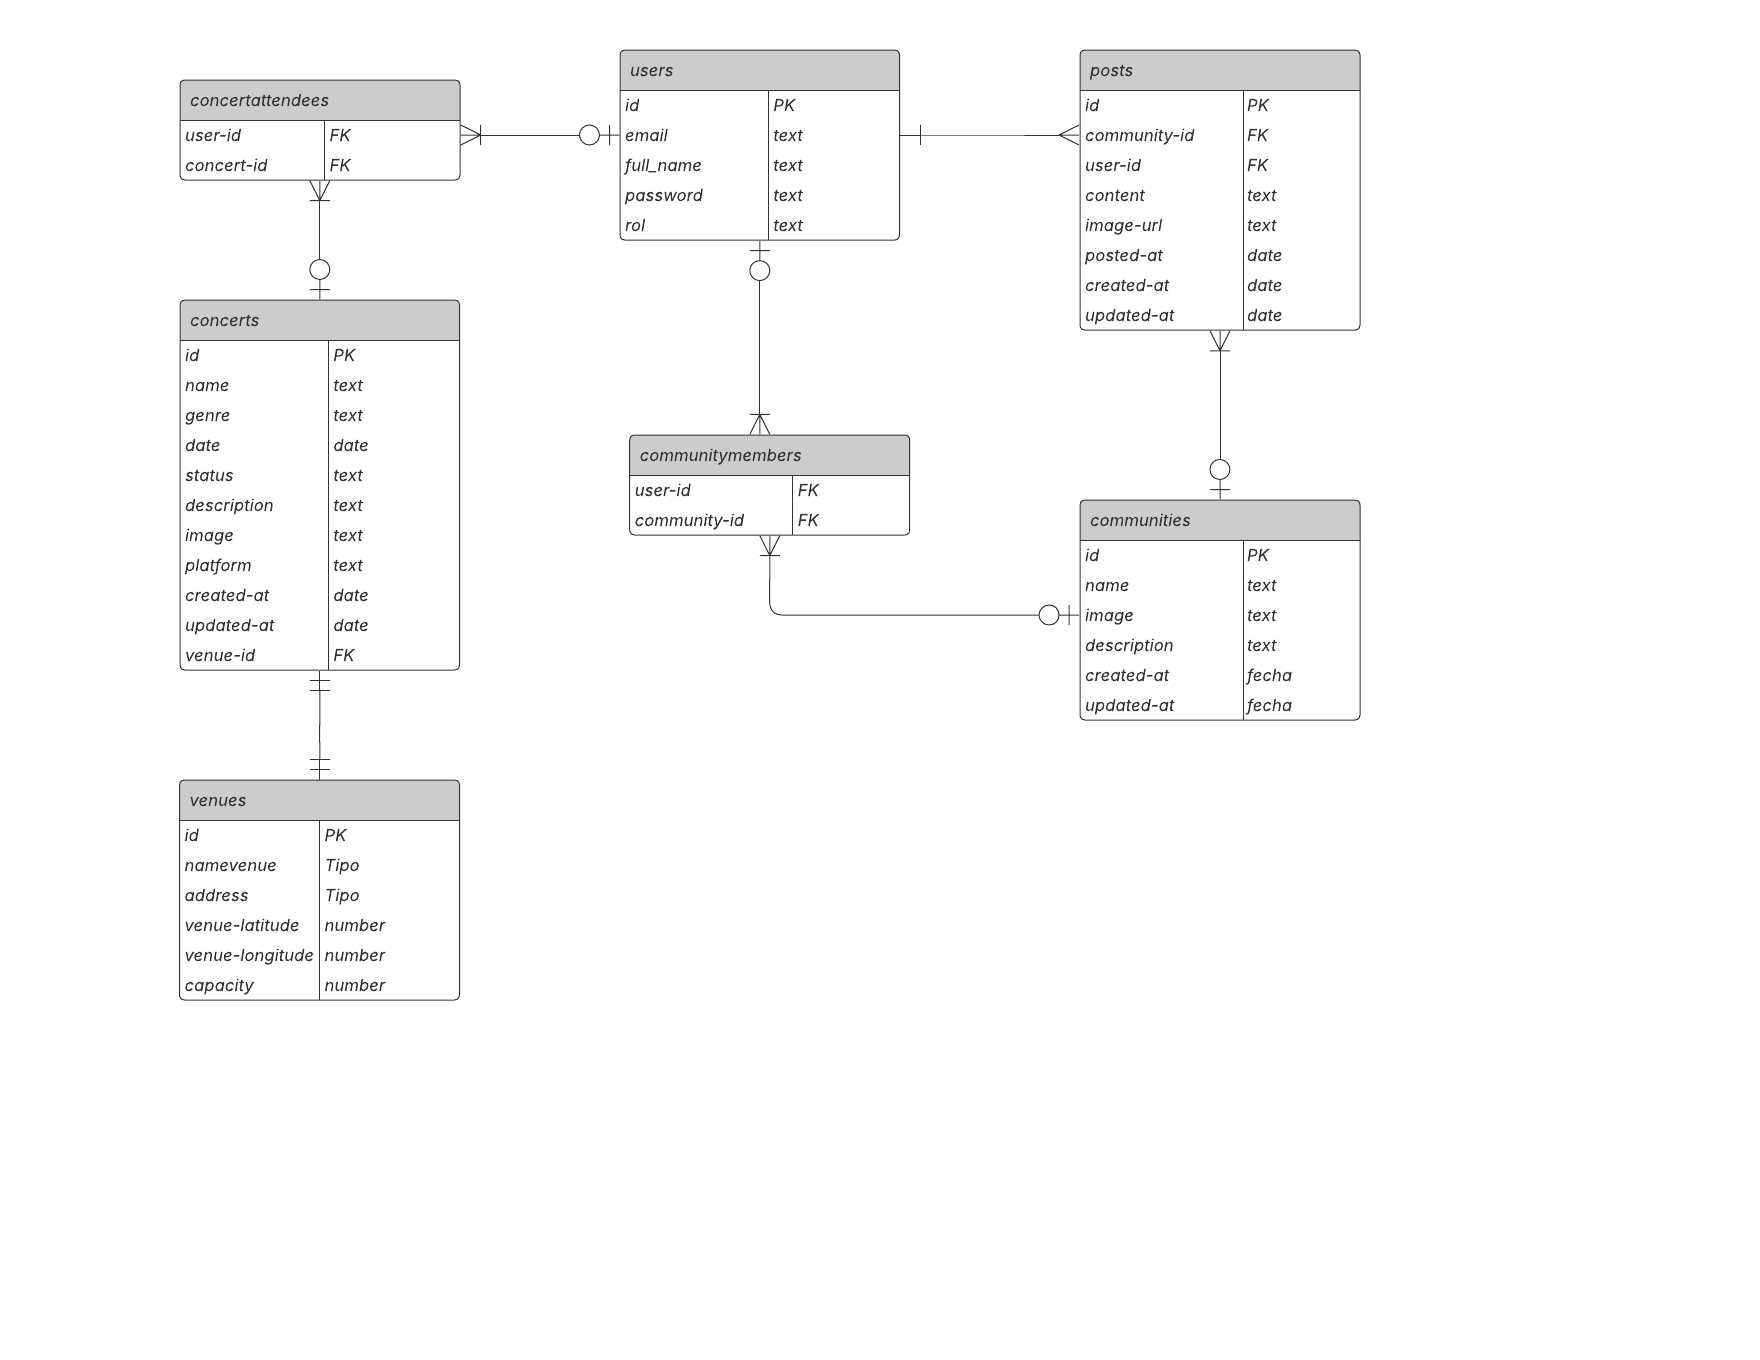 concertattendees
user-id FK
concert-id FK
users
id PK
email text
full_name text
password text
rol text
posts
id PK
community-id FK
user-id FK
content text
image-url text
posted-at date
created-at date
updated-at date
concerts
id PK
name text
genre text
date date
status text
description text
image text
platform text
created-at date
updated-at date
venue-id FK
communitymembers
user-id FK
community-id FK
communities
id PK
name text
image text
description text
created-at fecha
updated-at fecha
venues
id PK
namevenue Tipo
address Tipo
venue-latitude number
venue-longitude number
capacity number